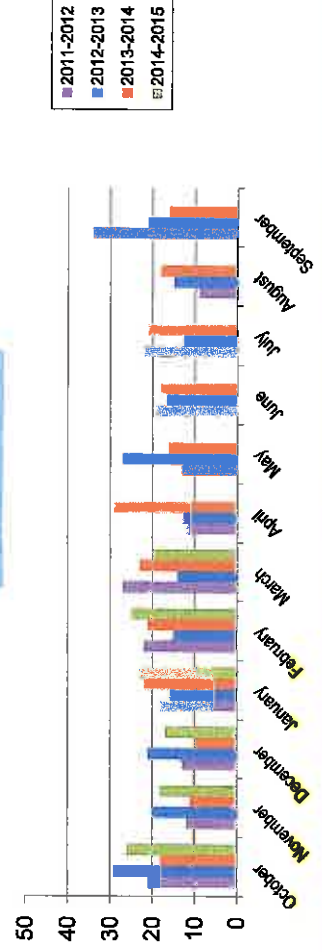 2011-2012
2012-2013
2013-2014
2014-2015
50
40
30
20
10
0
October
November
December
January
February
March
April
May
June
July
August
September